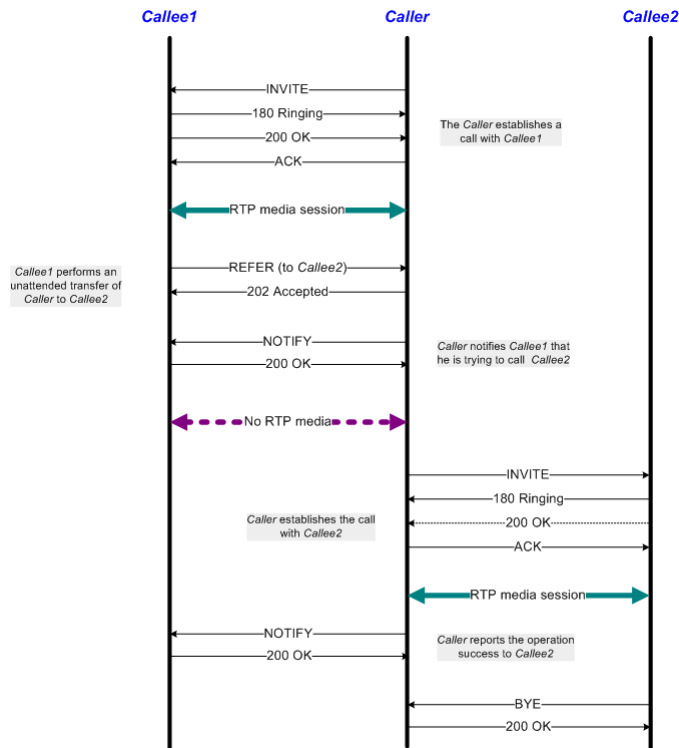 Callee1 Caller Callee2
INVITE
180 Ringing
200 OK
ACK
The Caller establishes a
call with Callee1
RTP media session
REFER (to Callee2)
202 Accepted
Callee1 performs an
unattended transfer of
Caller to Callee2
NOTIFY
200 OK
Caller notifies Callee1 that
he is trying to call Callee2
No RTP media
INVITE
180 Ringing
200 OK
ACK
Caller establishes the call
with Callee2
RTP media session
NOTIFY
200 OK
Caller reports the operation
success to Callee2
BYE
200 OK